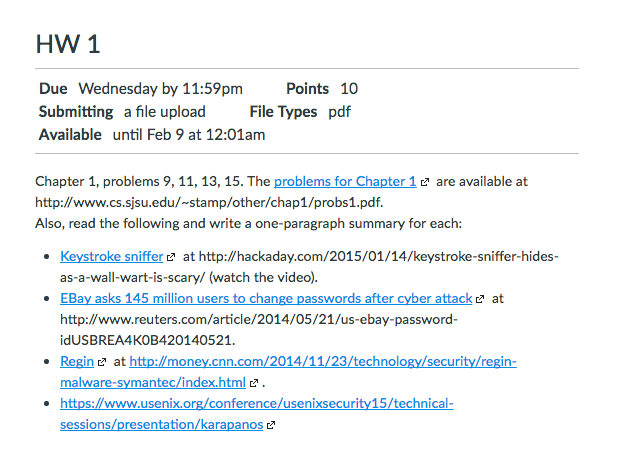 HW 1
Due Wednesday by 11:59pm Points 10
Submitting a file upload File Types pdf
Available until Feb 9 at 12:01am
Chapter 1, problems 9, 11, 13, 15. The problems for Chapter 1 are available at
http://www.cs.sjsu.edu/~stamp/other/chap1/probs1.pdf.
Also, read the following and write a one-paragraph summary for each:
• Keystroke sniffer at http://hackaday.com/2015/01/14/keystroke-sniffer-hides-
as-a-wall-wart-is-scary/ (watch the video).
• EBay asks 145 million users to change passwords after cyber attack at
http://www.reuters.com/article/2014/05/21/us-ebay-password-
idUSBREA4K0B420140521.
• Regin at http://money.cnn.com/2014/11/23/technology/security/regin-
malware-symantec/index.html .
• https://www.usenix.org/conference/usenixsecurity15/technical-
sessions/presentation/karapanos